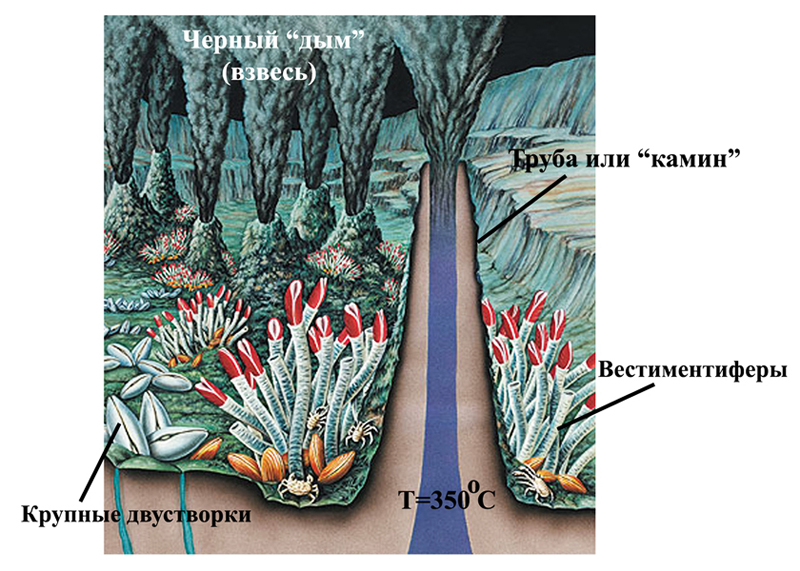 Черный “дым”
(взвесь)
Труба или “камин”
Вестиментиферы
Крупные двустворки
T=350°C